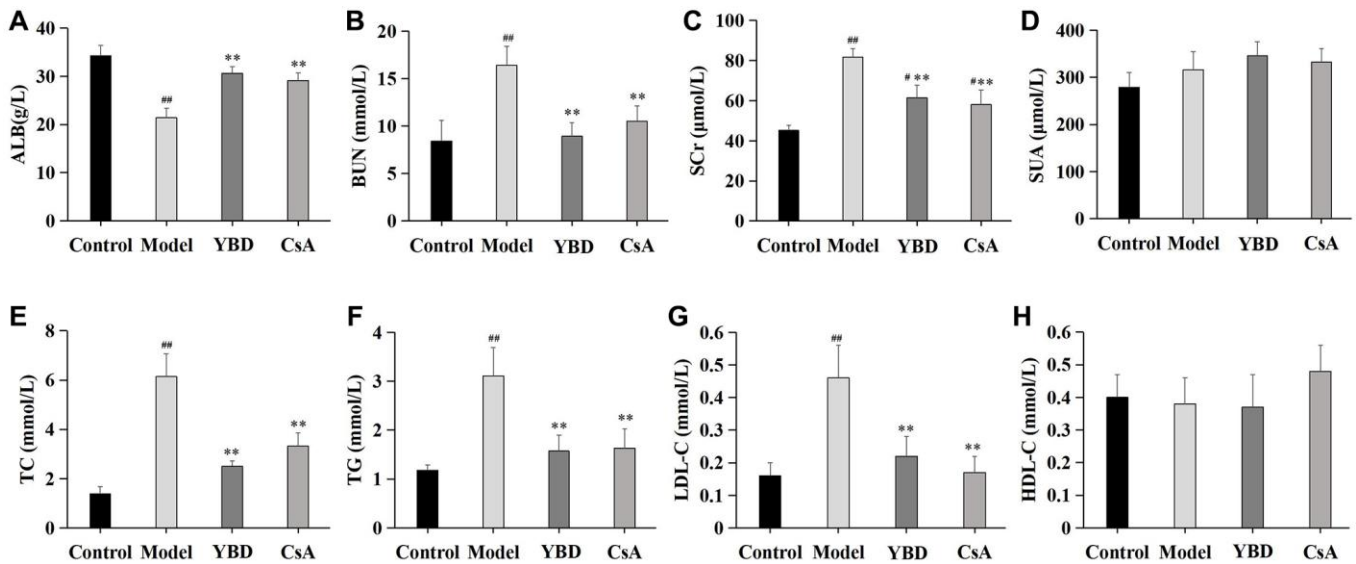 A
ALB(g/L)
40
30
20
10
0
##
**
**
Control Model YBD CsA
B
BUN (mmol/L)
20
15
10
5
0
##
**
**
Control Model YBD CsA
C
SCr (μmol/L)
100
80
60
40
20
0
##
#**
#**
Control Model YBD CsA
D
SUA (μmol/L)
400
300
200
100
0
Control Model YBD CsA
E
TC (mmol/L)
8
6
4
2
0
##
**
**
Control Model YBD CsA
F
TG (mmol/L)
4
3
2
1
0
##
**
**
Control Model YBD CsA
G
LDL-C (mmol/L)
0.6
0.5
0.4
0.3
0.2
0.1
0
##
**
**
Control Model YBD CsA
H
HDL-C (mmol/L)
0.6
0.5
0.4
0.3
0.2
0.1
0
Control Model YBD CsA